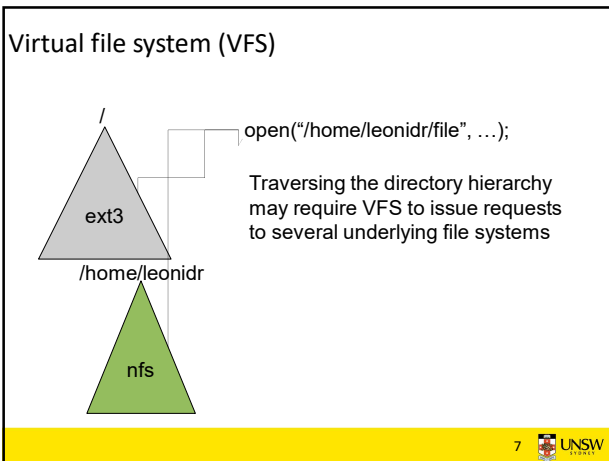 Virtual file system (VFS)
/
open(“/home/leonidr/file”, …);
Traversing the directory hierarchy
may require VFS to issue requests
to several underlying file systems
ext3
/home/leonidr
nfs
7
UNSW
SYDNEY